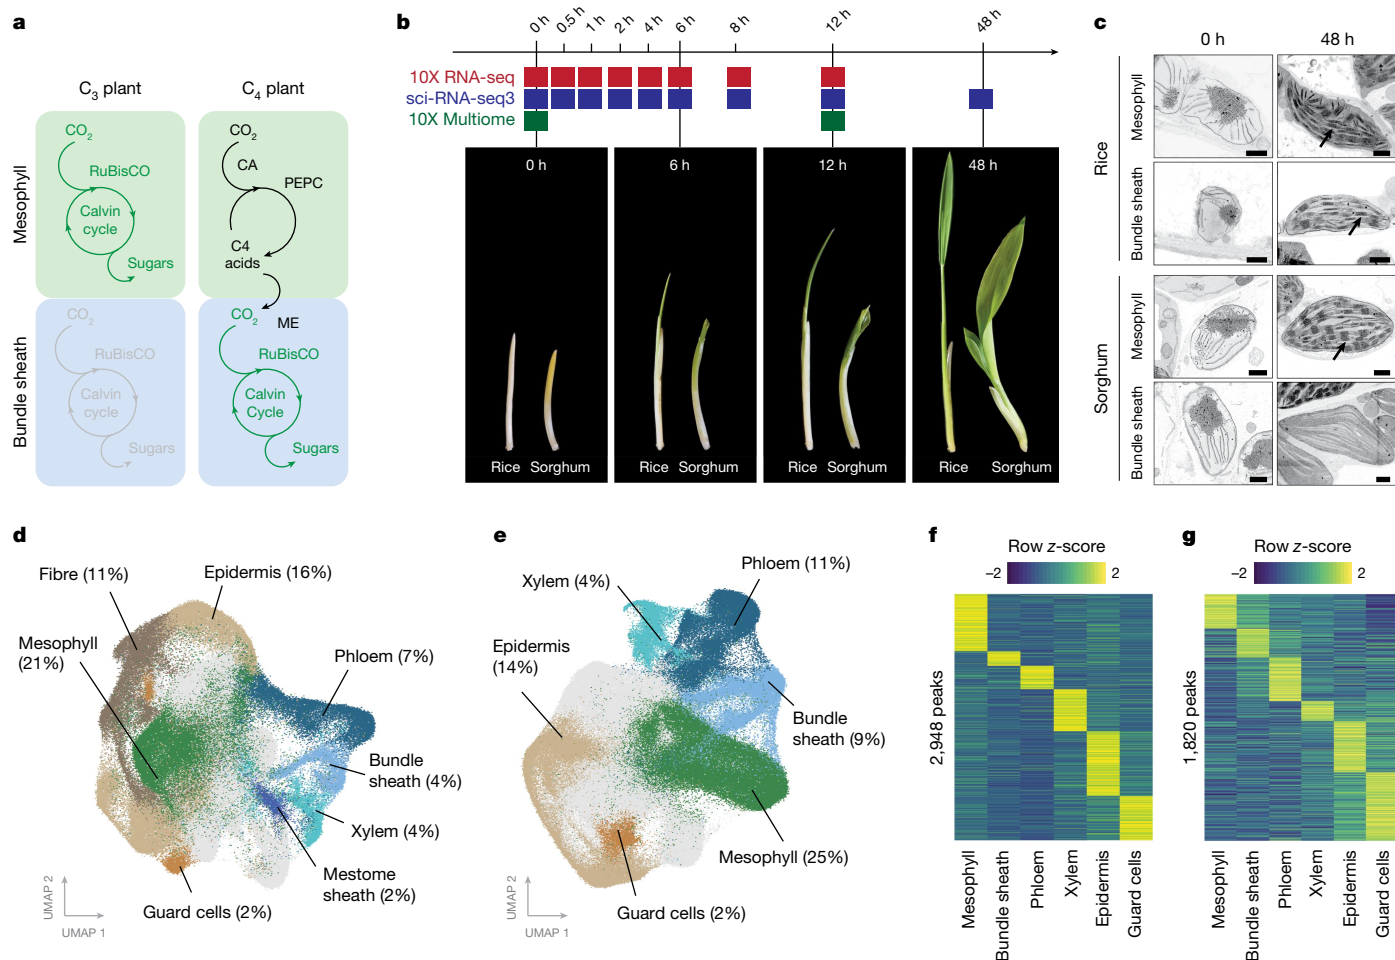 a
C3 plant
C4 plant
Mesophyll
Bundle sheath
CO2
RuBisCO
Calvin
cycle
Sugars
CO2
CA
PEPC
C4
acids
CO2
RuBisCO
Calvin
cycle
Sugars
CO2
ME
RuBisCO
Calvin
Cycle
Sugars
b
0 h
0.5 h
1 h
2 h
4 h
6 h
8 h
12 h
48 h
10X RNA-seq
sci-RNA-seq3
10X Multiome
0 h
6 h
12 h
48 h
Rice Sorghum
Rice Sorghum
Rice Sorghum
Rice Sorghum
c
0 h
48 h
Rice
Mesophyll
Bundle sheath
Sorghum
Mesophyll
Bundle sheath
d
Fibre (11%)
Epidermis (16%)
Mesophyll
(21%)
Phloem (7%)
Bundle
sheath (4%)
Xylem (4%)
Mestome
sheath (2%)
Guard cells (2%)
UMAP 2
UMAP 1
e
Phloem (11%)
Xylem (4%)
Epidermis
(14%)
Bundle
sheath (9%)
Mesophyll (25%)
Guard cells (2%)
UMAP 2
UMAP 1
f
Row z-score
−2 2
2,948 peaks
Mesophyll
Bundle sheath
Phloem
Xylem
Epidermis
Guard cells
g
Row z-score
−2 2
1,820 peaks
Mesophyll
Bundle sheath
Phloem
Xylem
Epidermis
Guard cells